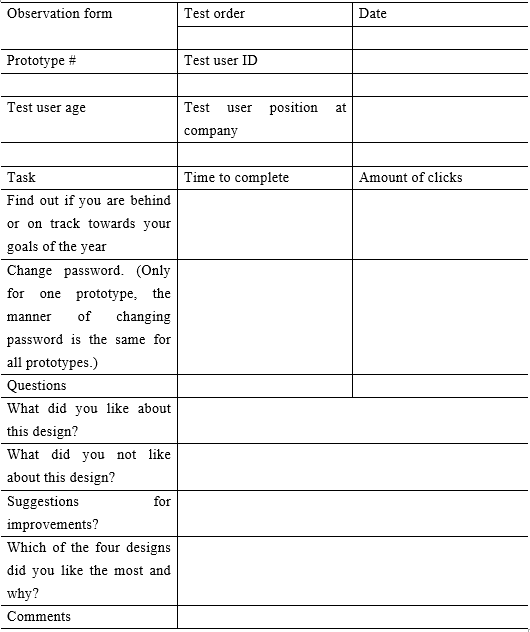 Observation form Test order Date
Prototype # Test user ID
Test user age Test user position at
company
Task Time to complete Amount of clicks
Find out if you are behind
or on track towards your
goals of the year
Change password. (Only
for one prototype, the
manner of changing
password is the same for
all prototypes.)
Questions
What did you like about
this design?
What did you not like
about this design?
Suggestions for
improvements?
Which of the four designs
did you like the most and
why?
Comments